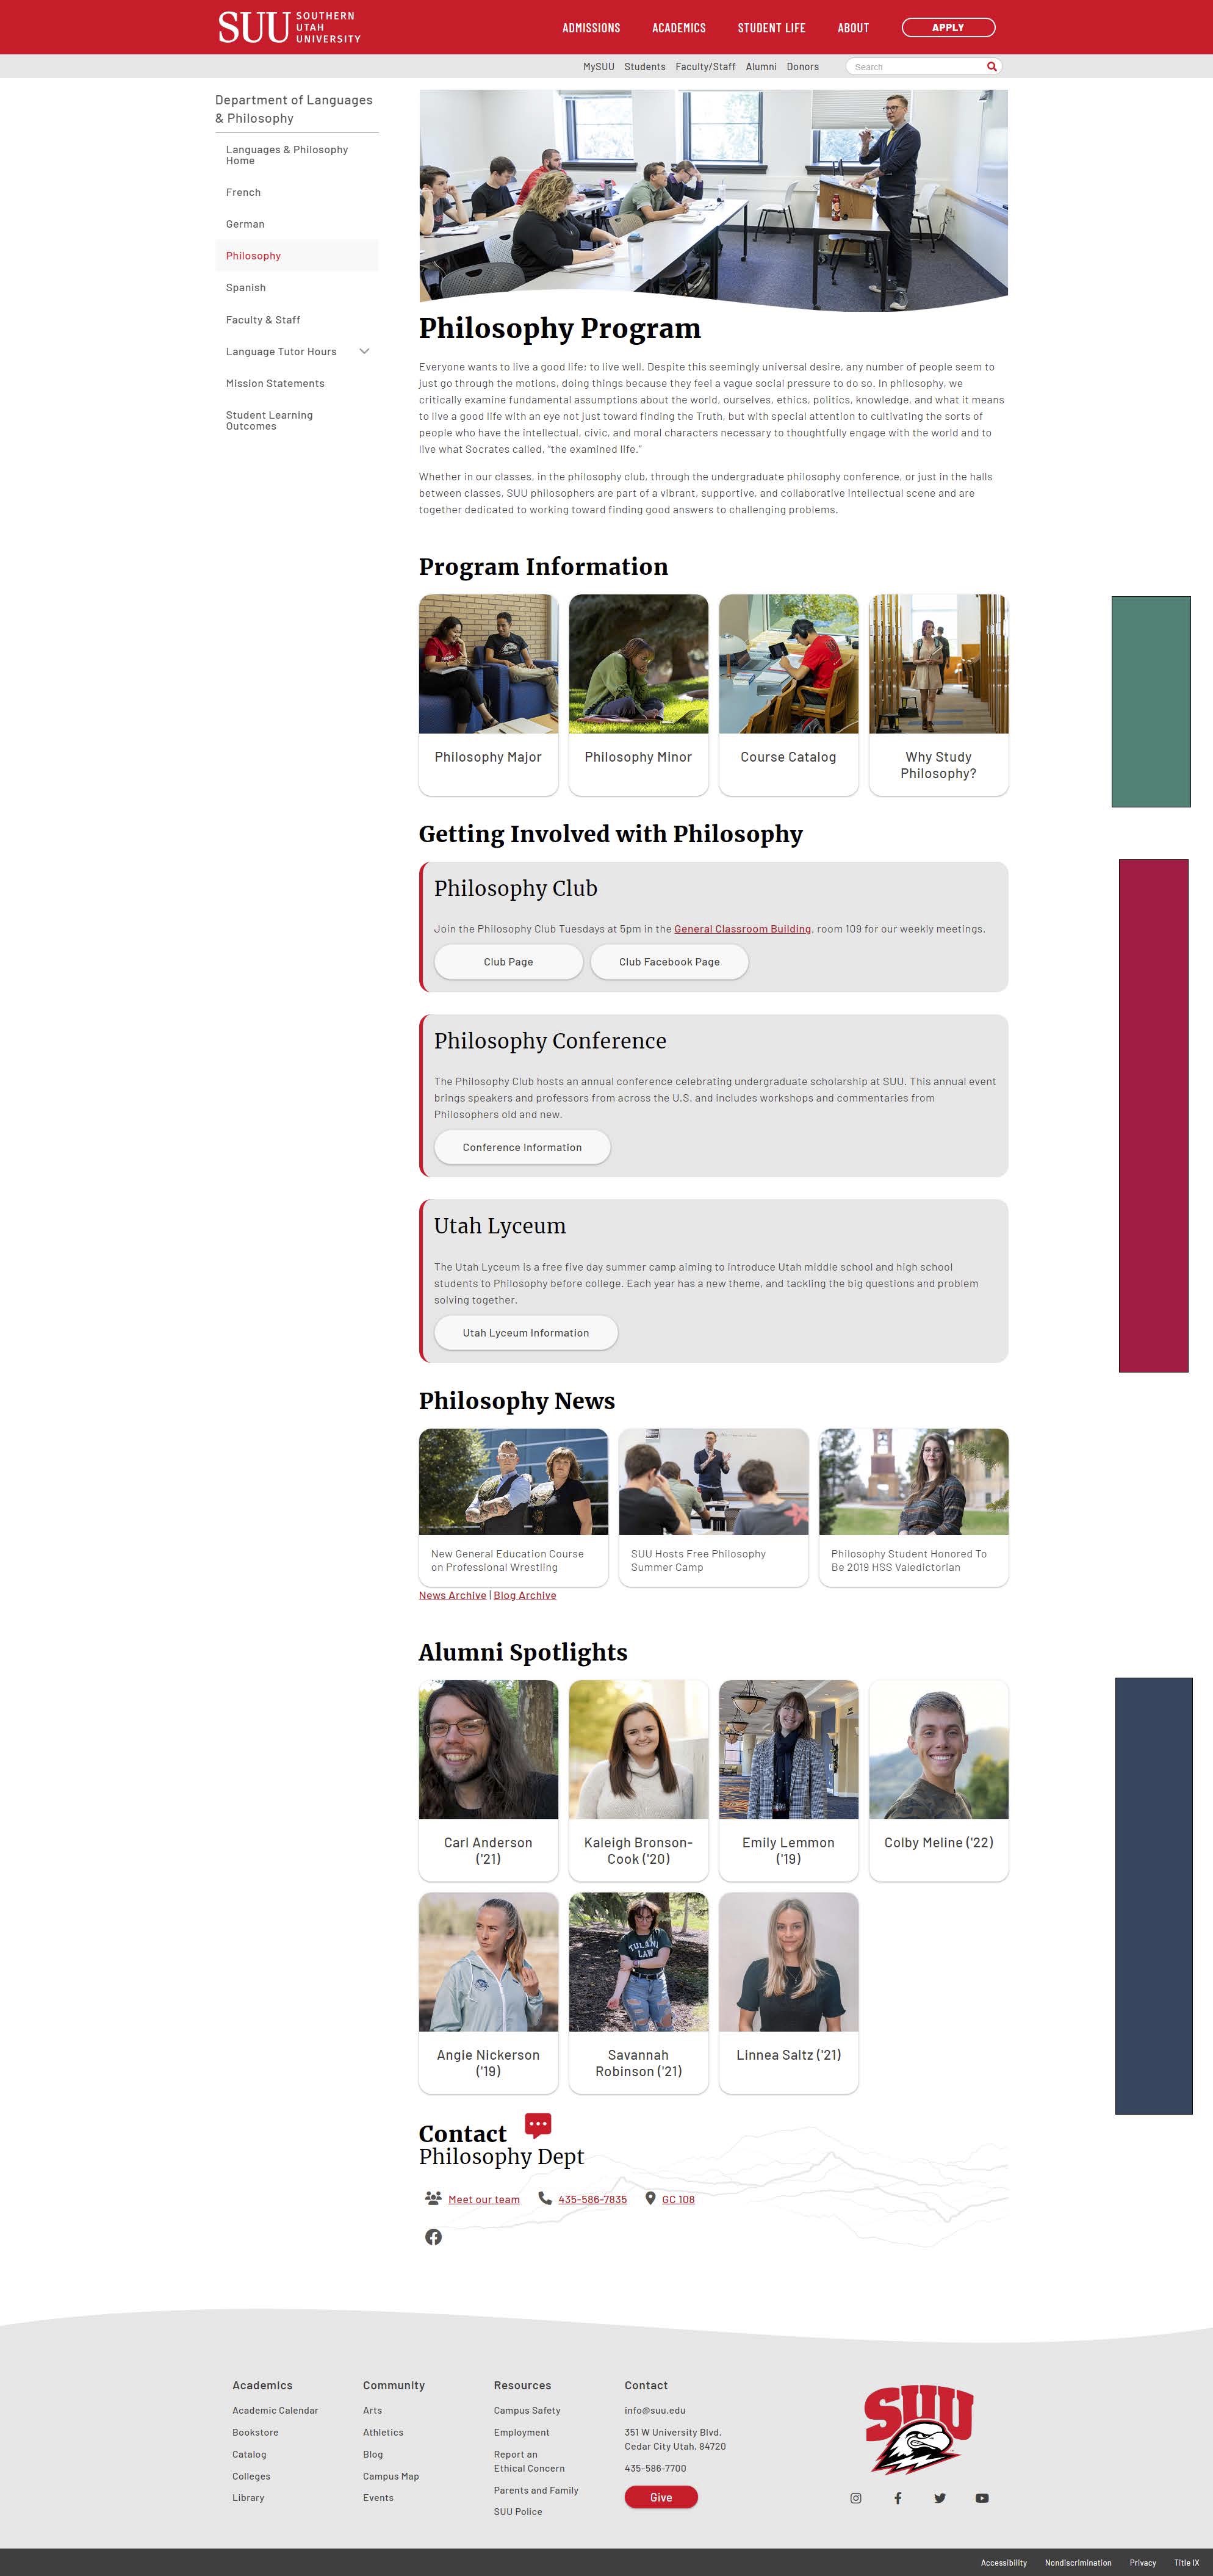 SUU SOUTHERN
UTAH
UNIVERSITY
ADMISSIONS ACADEMICS STUDENT LIFE ABOUT APPLY
MySUU Students Faculty/Staff Alumni Donors Search
Department of Languages
& Philosophy
Languages & Philosophy
Home
French
German
Philosophy
Spanish
Faculty & Staff
Language Tutor Hours
Mission Statements
Student Learning
Outcomes
Philosophy Program
Everyone wants to live a good life; to live well. Despite this seemingly universal desire, any number of people seem to
just go through the motions, doing things because they feel a vague social pressure to do so. In philosophy, we
critically examine fundamental assumptions about the world, ourselves, ethics, politics, knowledge, and what it means
to live a good life with an eye not just toward finding the Truth, but with special attention to cultivating the sorts of
people who have the intellectual, civic, and moral characters necessary to thoughtfully engage with the world and to
live what Socrates called, “the examined life.”
Whether in our classes, in the philosophy club, through the undergraduate philosophy conference, or just in the halls
between classes, SUU philosophers are part of a vibrant, supportive, and collaborative intellectual scene and are
together dedicated to working toward finding good answers to challenging problems.
Program Information
Philosophy Major
Philosophy Minor
Course Catalog
Why Study
Philosophy?
Getting Involved with Philosophy
Philosophy Club
Join the Philosophy Club Tuesdays at 5pm in the General Classroom Building, room 109 for our weekly meetings.
Club Page Club Facebook Page
Philosophy Conference
The Philosophy Club hosts an annual conference celebrating undergraduate scholarship at SUU. This annual event
brings speakers and professors from across the U.S. and includes workshops and commentaries from
Philosophers old and new.
Conference Information
Utah Lyceum
The Utah Lyceum is a free five day summer camp aiming to introduce Utah middle school and high school
students to Philosophy before college. Each year has a new theme, and tackling the big questions and problem
solving together.
Utah Lyceum Information
Philosophy News
New General Education Course
on Professional Wrestling
SUU Hosts Free Philosophy
Summer Camp
Philosophy Student Honored To
Be 2019 HSS Valedictorian
News Archive | Blog Archive
Alumni Spotlights
Carl Anderson
('21)
Kaleigh Bronson-
Cook ('20)
Emily Lemmon
('19)
Colby Meline ('22)
TULANE
LAW
Angie Nickerson
('19)
Savannah
Robinson ('21)
Linnea Saltz ('21)
Contact
Philosophy Dept
Meet our team 435-586-7835 GC 108
Academics
Academic Calendar
Bookstore
Catalog
Colleges
Library
Community
Arts
Athletics
Blog
Campus Map
Events
Resources
Campus Safety
Employment
Report an
Ethical Concern
Parents and Family
SUU Police
Contact
info@suu.edu
351 W University Blvd.
Cedar City Utah, 84720
435-586-7700
Give
SUU
Accessibility Nondiscrimination Privacy Title IX